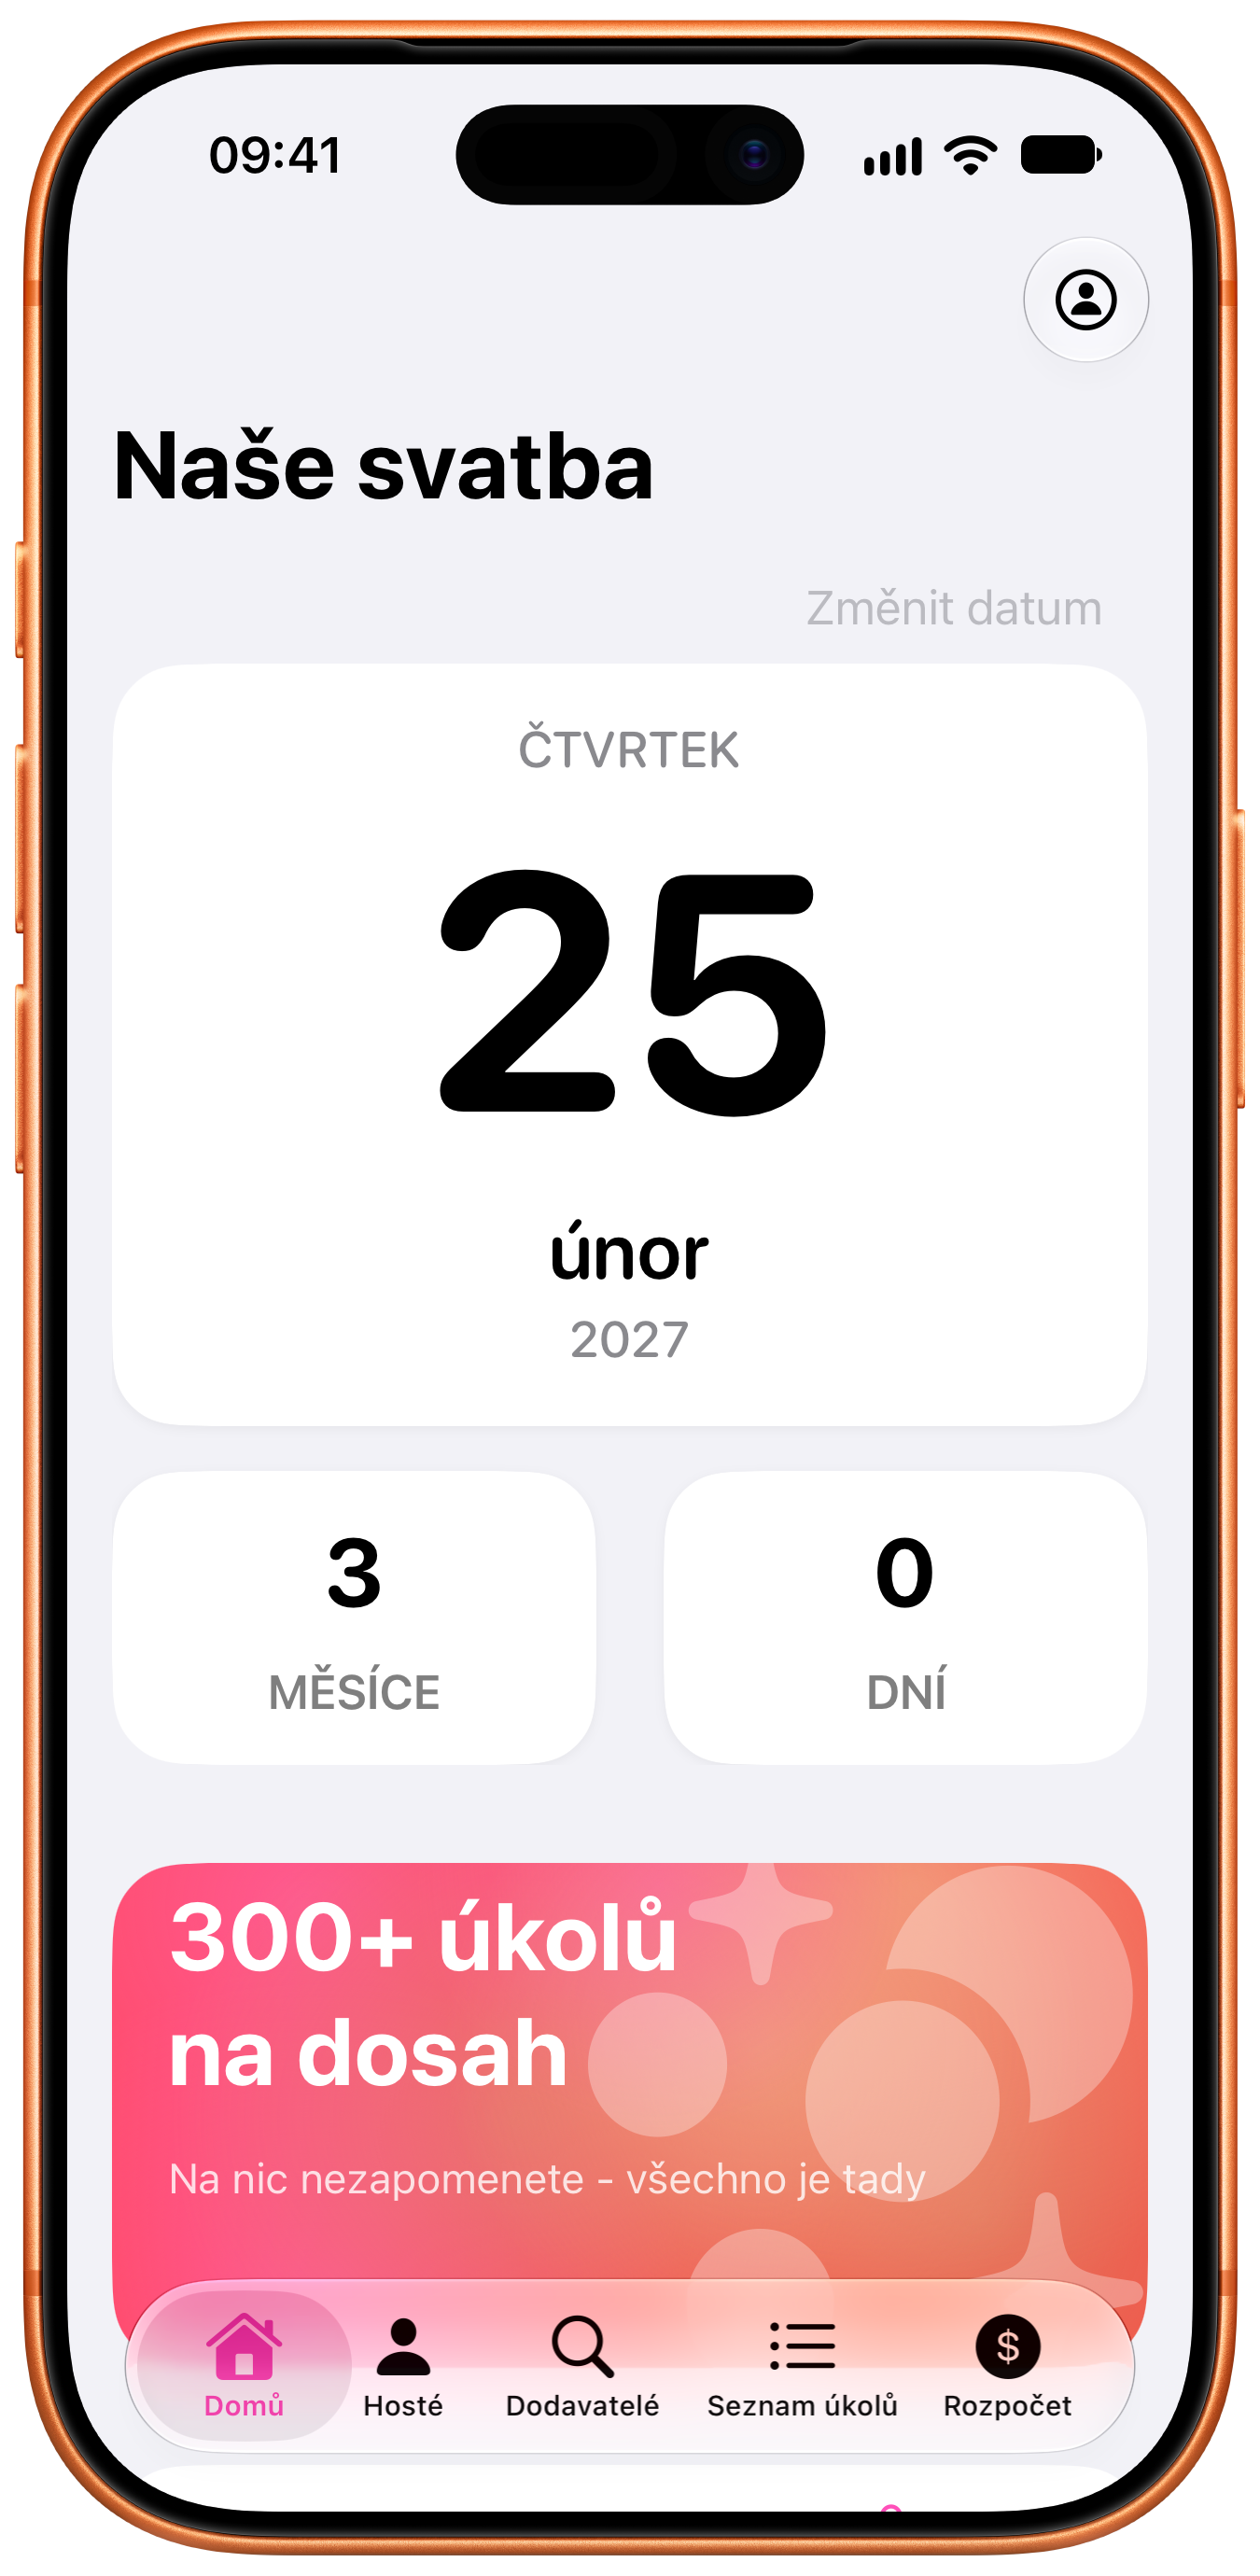 09:41
Naše svatba
Změnit datum
ČTVRTEK
25
únor
2027
3
MĚSÍCE
0
DNÍ
300+ úkolů
na dosah
Na nic nezapomenete - všechno je tady
$
Domů
Hosté
Dodavatelé
Seznam úkolů
Rozpočet